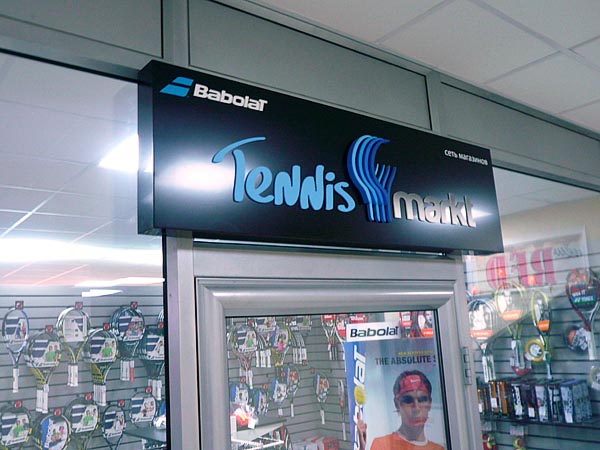 Babolat
сеть магазинов
Tennis markt
Babolat
THE ABSOLUTE